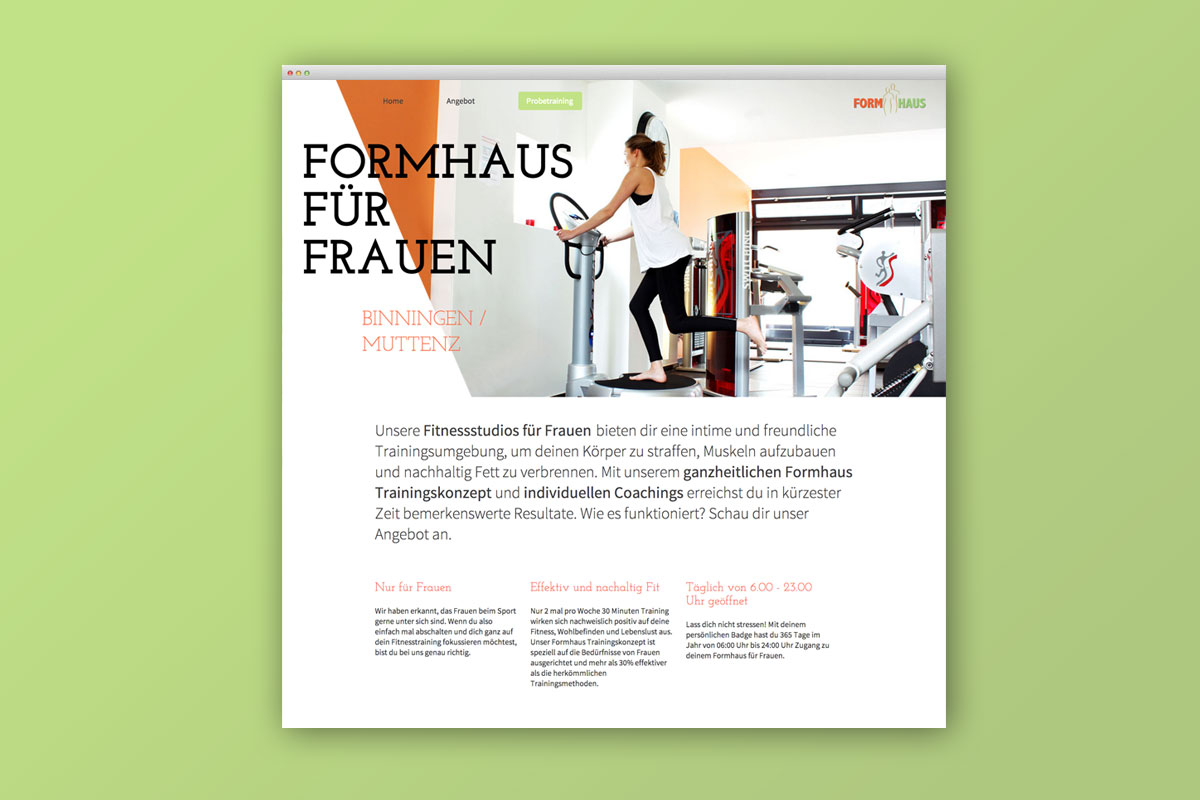 Home
Angebot
Probetraining
FORM HAUS
FORMHAUS
FÜR
FRAUEN
BINNINGEN /
MUTTENZ
SWITCHING
Unsere Fitnessstudios für Frauen bieten dir eine intime und freundliche
Trainingsumgebung, um deinen Körper zu straffen, Muskeln aufzubauen
und nachhaltig Fett zu verbrennen. Mit unserem ganzheitlichen Formhaus
Trainingskonzept und individuellen Coachings erreichst du in kürzester
Zeit bemerkenswerte Resultate. Wie es funktioniert? Schau dir unser
Angebot an.
Nur für Frauen
Wir haben erkannt, das Frauen beim Sport
gerne unter sich sind. Wenn du also
einfach mal abschalten und dich ganz auf
dein Fitnesstraining fokussieren möchtest,
bist du bei uns genau richtig.
Effektiv und nachaltig Fit
Nur 2 mal pro Woche 30 Minuten Training
wirken sich nachweislich positiv auf deine
Fitness, Wohlbefinden und Lebenslust aus.
Unser Formhaus Trainingskonzept ist
speziell auf die Bedürfnisse von Frauen
ausgerichtet und mehr als 30% effektiver
als die herkömmlichen
Trainingsmethoden.
Täglich von 6.00 - 23.00
Uhr geöffnet
Lass dich nicht stressen! Mit deinem
persönlichen Badge hast du 365 Tage im
Jahr von 06:00 Uhr bis 24:00 Uhr Zugang zu
deinem Formhaus für Frauen.